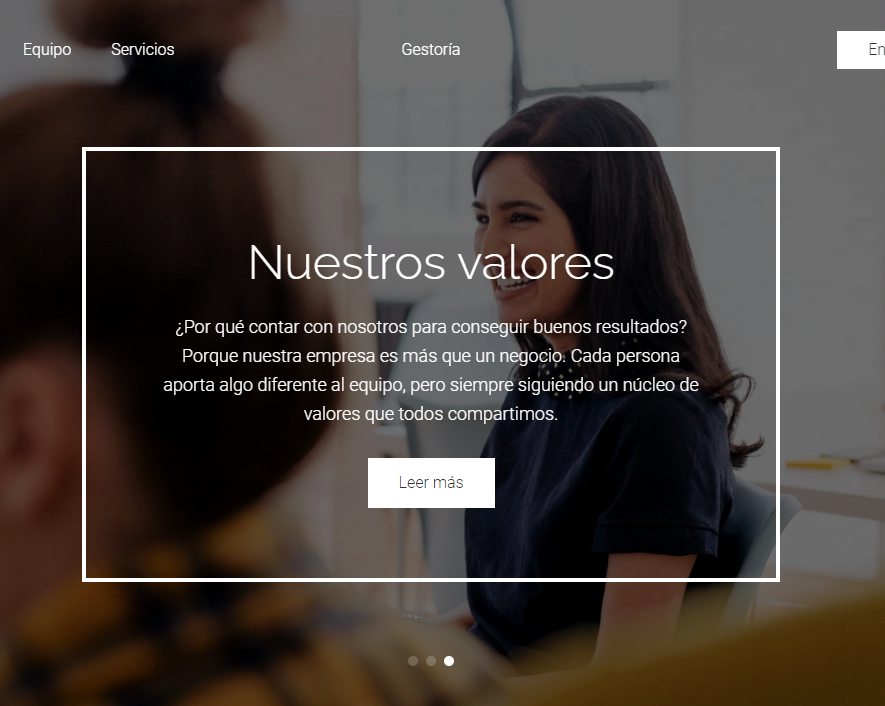 Equipo Servicios Gestoría En
Nuestros valores
¿Por qué contar con nosotros para conseguir buenos resultados?
Porque nuestra empresa es más que un negocio. Cada persona
aporta algo diferente al equipo, pero siempre siguiendo un núcleo de
valores que todos compartimos.
Leer más